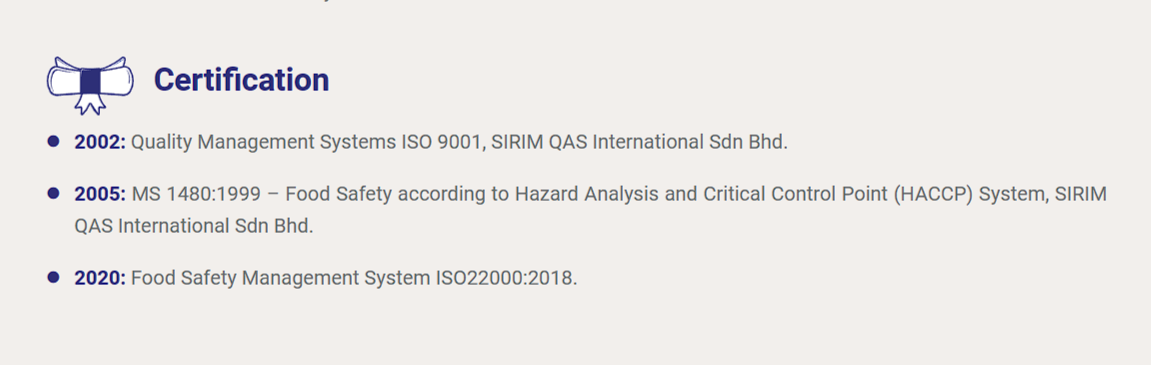 Certification
2002: Quality Management Systems ISO 9001, SIRIM QAS International Sdn Bhd.
2005: MS 1480:1999 – Food Safety according to Hazard Analysis and Critical Control Point (HACCP) System, SIRIM
QAS International Sdn Bhd.
2020: Food Safety Management System ISO22000:2018.